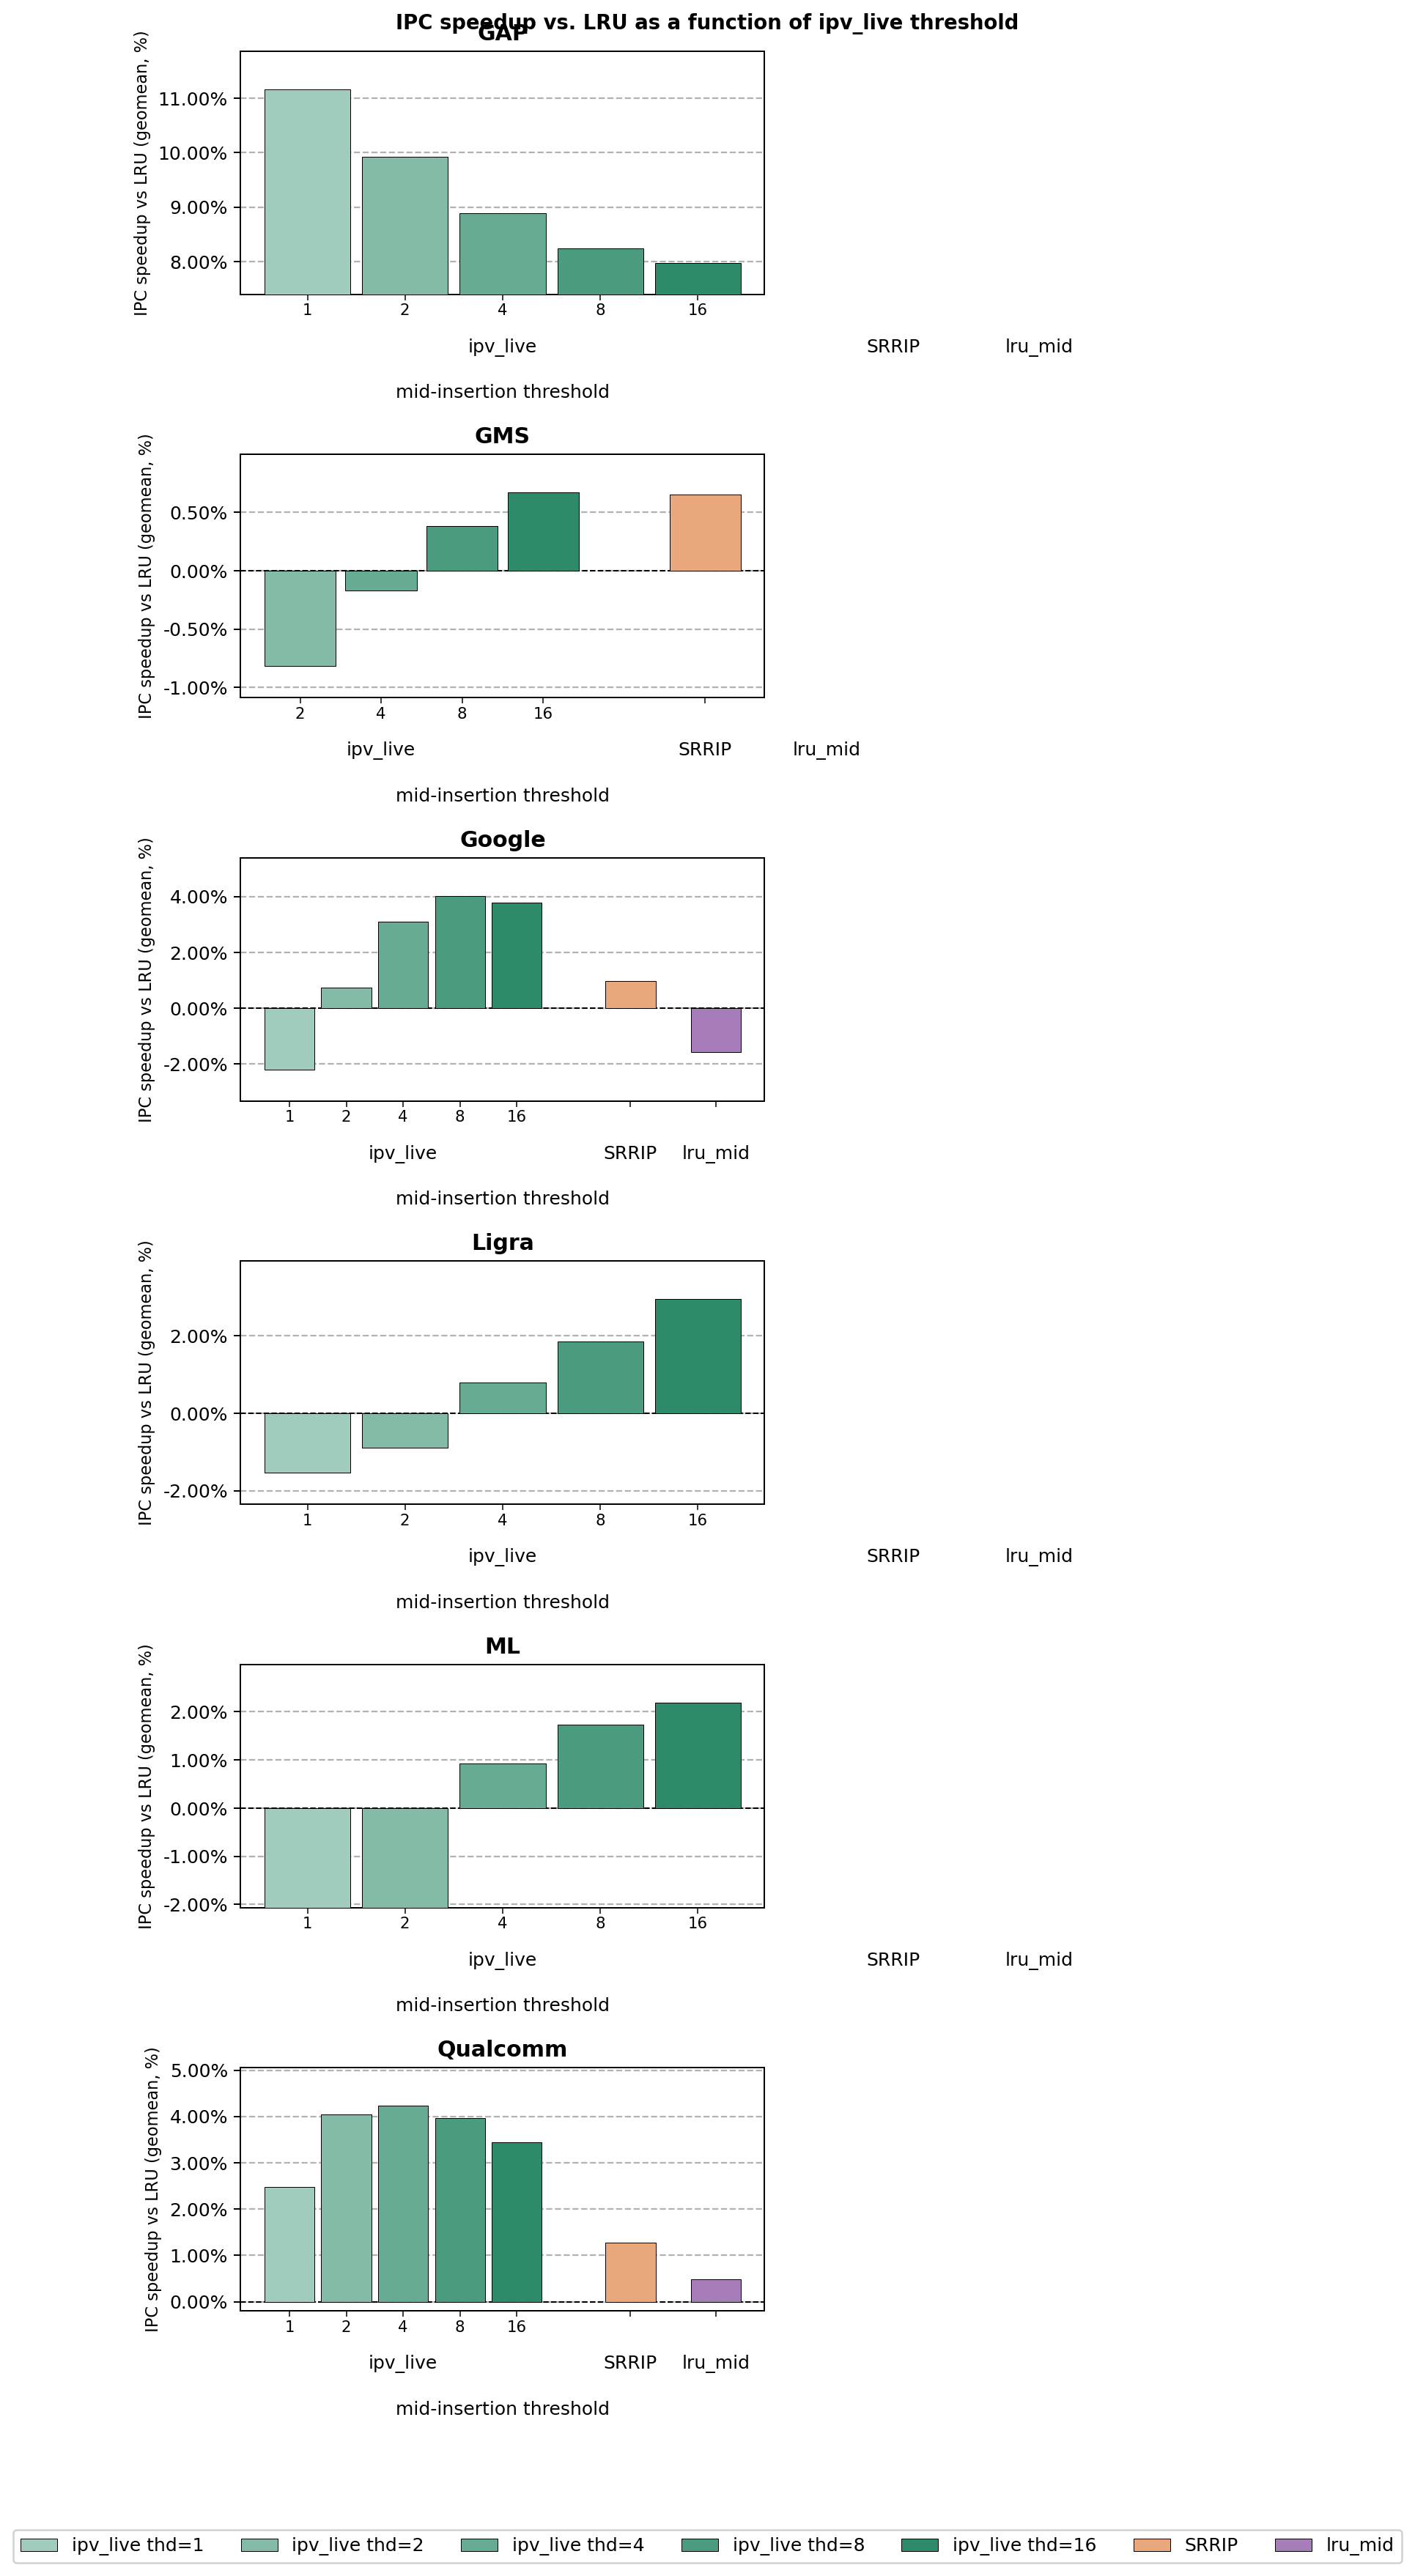 IPC speedup vs. LRU as a function of ipv_live threshold
GAP
IPC speedup vs LRU (geomean, %)
11.00%
10.00%
9.00%
8.00%
1 2 4 8 16
ipv_live SRRIP lru_mid
mid-insertion threshold
GMS
IPC speedup vs LRU (geomean, %)
0.50%
0.00%
-0.50%
-1.00%
2 4 8 16
ipv_live SRRIP lru_mid
mid-insertion threshold
Google
IPC speedup vs LRU (geomean, %)
4.00%
2.00%
0.00%
-2.00%
1 2 4 8 16
ipv_live SRRIP lru_mid
mid-insertion threshold
Ligra
IPC speedup vs LRU (geomean, %)
2.00%
0.00%
-2.00%
1 2 4 8 16
ipv_live SRRIP lru_mid
mid-insertion threshold
ML
IPC speedup vs LRU (geomean, %)
2.00%
1.00%
0.00%
-1.00%
-2.00%
1 2 4 8 16
ipv_live SRRIP lru_mid
mid-insertion threshold
Qualcomm
IPC speedup vs LRU (geomean, %)
5.00%
4.00%
3.00%
2.00%
1.00%
0.00%
1 2 4 8 16
ipv_live SRRIP lru_mid
mid-insertion threshold
ipv_live thd=1 ipv_live thd=2 ipv_live thd=4 ipv_live thd=8 ipv_live thd=16 SRRIP lru_mid